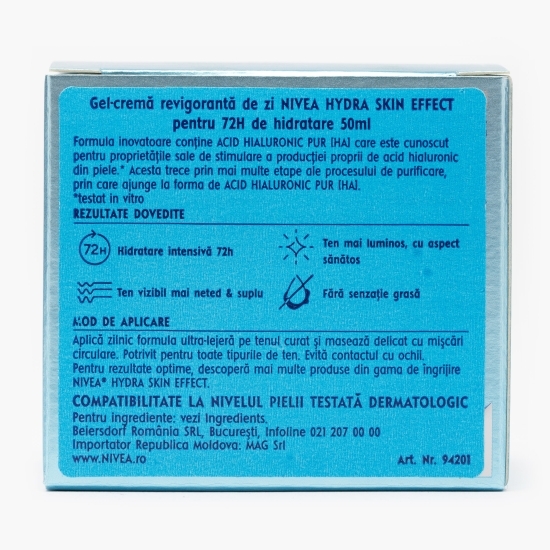 Gel-cremă revigorantă de zi NIVEA HYDRA SKIN EFFECT
pentru 72H de hidratare 50ml
Formula inovatoare conține ACID HIALURONIC PUR [HA] care este cunoscut
pentru proprietățile sale de stimulare a producției proprii de acid hialuronic
din piele.* Acesta trece prin mai multe etape ale procesului de purificare,
prin care ajunge la forma de ACID HIALURONIC PUR [HA].
*testat in vitro
REZULTATE DOVEDITE
72H Hidratare intensivă 72h
Ten mai luminos, cu aspect
sănătos
Ten vizibil mai neted & suplu
Fără senzație grasă
MOD DE APLICARE
Aplică zilnic formula ultra-lejeră pe tenul curat și masează delicat cu mișcări
circulare. Potrivit pentru toate tipurile de ten. Evită contactul cu ochii.
Pentru rezultate optime, descoperă mai multe produse din gama de îngrijire
NIVEA® HYDRA SKIN EFFECT.
COMPATIBILITATE LA NIVELUL PIELII TESTATĂ DERMATOLOGIC
Pentru ingrediente: vezi Ingredients.
Beiersdorf România SRL, București, Infoline 021 207 00 00
Importator Republica Moldova: MAG Srl
www.NIVEA.ro
Art. Nr. 94201